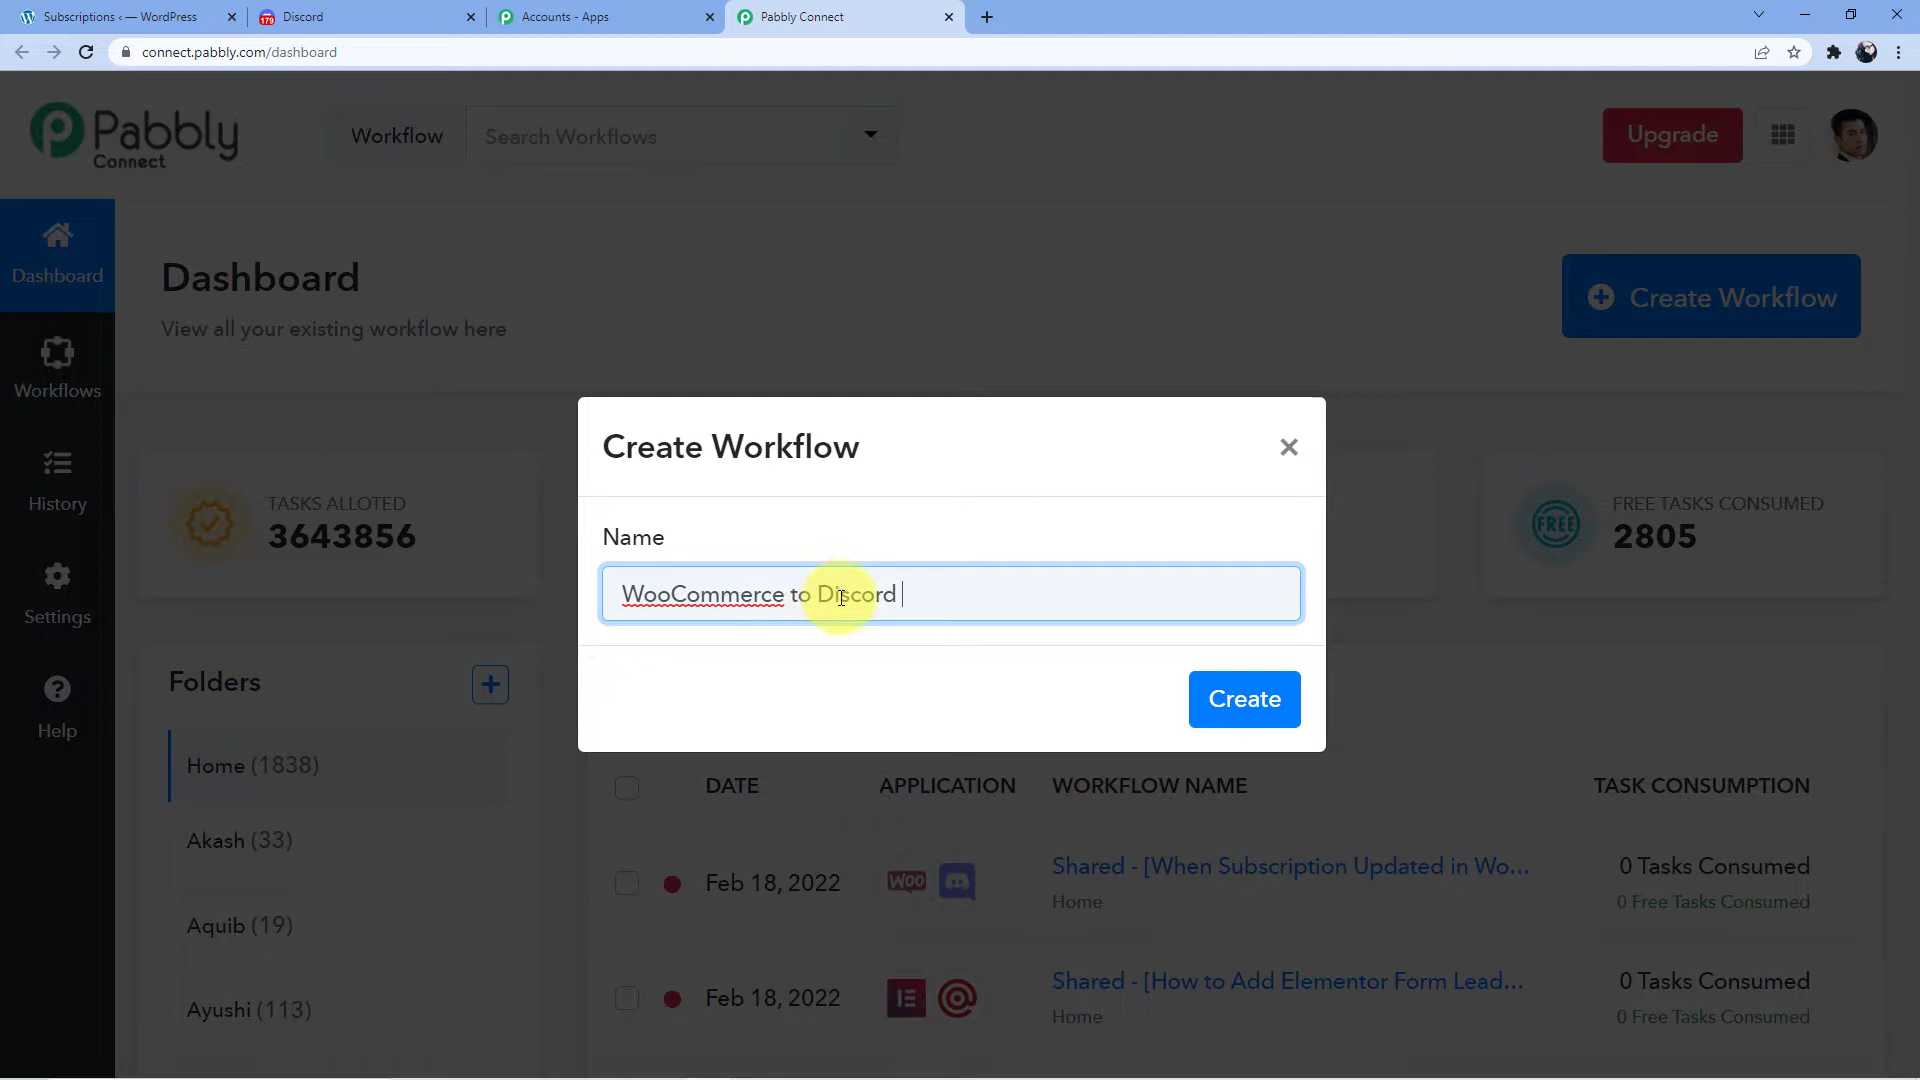 Subscriptions ‹ — WordPress
179
Discord
Accounts - Apps
Pabbly Connect
connect.pabbly.com/dashboard
Pabbly
Connect
Workflow
Search Workflows
Upgrade
Dashboard
Dashboard
View all your existing workflow here
Create Workflow
Workflows
History
Settings
Help
Create Workflow
Name
WooCommerce to Discord
Create
TASKS ALLOTED
3643856
FREE
FREE TASKS CONSUMED
2805
Folders
Home (1838)
Akash (33)
Aquib (19)
Ayushi (113)
DATE
APPLICATION
WORKFLOW NAME
TASK CONSUMPTION
Feb 18, 2022
WOO
Shared - [When Subscription Updated in Wo...
Home
0 Tasks Consumed
0 Free Tasks Consumed
Feb 18, 2022
Shared - [How to Add Elementor Form Lead...
Home
0 Tasks Consumed
0 Free Tasks Consumed